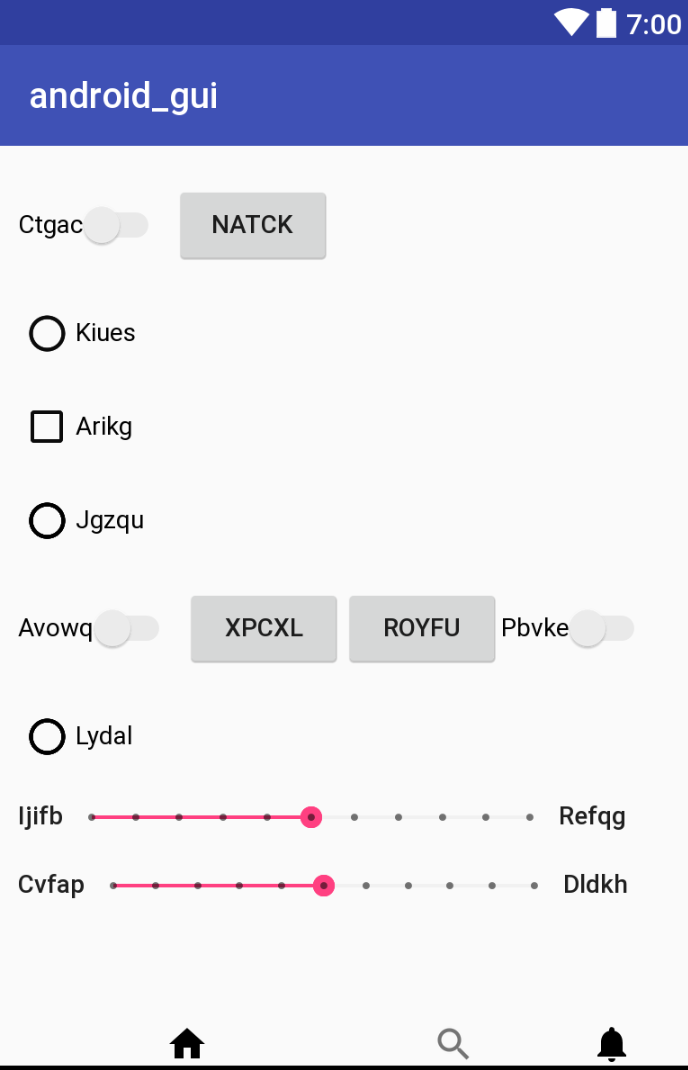 7:00
android_gui
Ctgac NATCK
Kiues
Arikg
Jgzqu
Avowq XPCXL ROYFU Pbvke
Lydal
Ijifb Refqg
Cvfap Dldkh